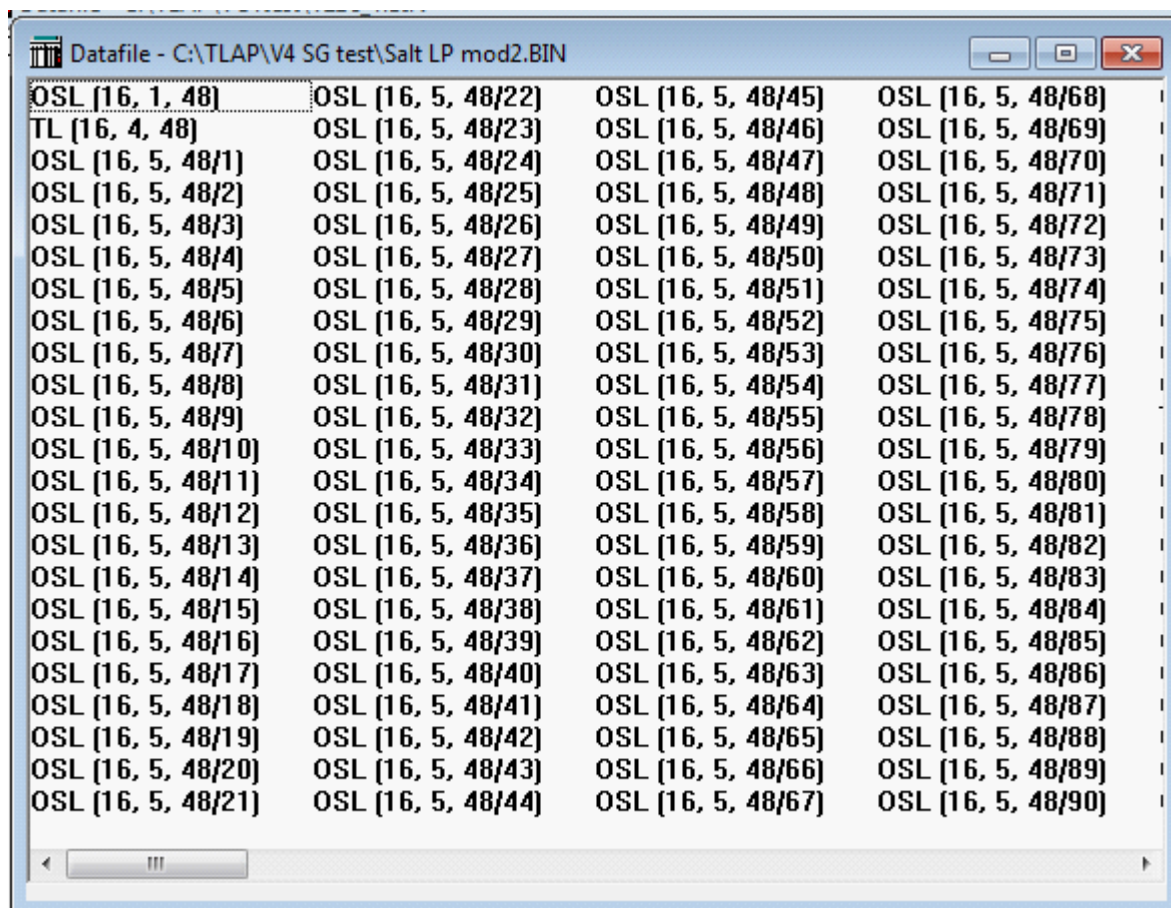 Datafile - C:\TLAP\V4 SG test\Salt LP mod2.BIN
OSL (16, 1, 48) OSL (16, 5, 48/22) OSL (16, 5, 48/45) OSL (16, 5, 48/68)
TL (16, 4, 48) OSL (16, 5, 48/23) OSL (16, 5, 48/46) OSL (16, 5, 48/69)
OSL (16, 5, 48/1) OSL (16, 5, 48/24) OSL (16, 5, 48/47) OSL (16, 5, 48/70)
OSL (16, 5, 48/2) OSL (16, 5, 48/25) OSL (16, 5, 48/48) OSL (16, 5, 48/71)
OSL (16, 5, 48/3) OSL (16, 5, 48/26) OSL (16, 5, 48/49) OSL (16, 5, 48/72)
OSL (16, 5, 48/4) OSL (16, 5, 48/27) OSL (16, 5, 48/50) OSL (16, 5, 48/73)
OSL (16, 5, 48/5) OSL (16, 5, 48/28) OSL (16, 5, 48/51) OSL (16, 5, 48/74)
OSL (16, 5, 48/6) OSL (16, 5, 48/29) OSL (16, 5, 48/52) OSL (16, 5, 48/75)
OSL (16, 5, 48/7) OSL (16, 5, 48/30) OSL (16, 5, 48/53) OSL (16, 5, 48/76)
OSL (16, 5, 48/8) OSL (16, 5, 48/31) OSL (16, 5, 48/54) OSL (16, 5, 48/77)
OSL (16, 5, 48/9) OSL (16, 5, 48/32) OSL (16, 5, 48/55) OSL (16, 5, 48/78)
OSL (16, 5, 48/10) OSL (16, 5, 48/33) OSL (16, 5, 48/56) OSL (16, 5, 48/79)
OSL (16, 5, 48/11) OSL (16, 5, 48/34) OSL (16, 5, 48/57) OSL (16, 5, 48/80)
OSL (16, 5, 48/12) OSL (16, 5, 48/35) OSL (16, 5, 48/58) OSL (16, 5, 48/81)
OSL (16, 5, 48/13) OSL (16, 5, 48/36) OSL (16, 5, 48/59) OSL (16, 5, 48/82)
OSL (16, 5, 48/14) OSL (16, 5, 48/37) OSL (16, 5, 48/60) OSL (16, 5, 48/83)
OSL (16, 5, 48/15) OSL (16, 5, 48/38) OSL (16, 5, 48/61) OSL (16, 5, 48/84)
OSL (16, 5, 48/16) OSL (16, 5, 48/39) OSL (16, 5, 48/62) OSL (16, 5, 48/85)
OSL (16, 5, 48/17) OSL (16, 5, 48/40) OSL (16, 5, 48/63) OSL (16, 5, 48/86)
OSL (16, 5, 48/18) OSL (16, 5, 48/41) OSL (16, 5, 48/64) OSL (16, 5, 48/87)
OSL (16, 5, 48/19) OSL (16, 5, 48/42) OSL (16, 5, 48/65) OSL (16, 5, 48/88)
OSL (16, 5, 48/20) OSL (16, 5, 48/43) OSL (16, 5, 48/66) OSL (16, 5, 48/89)
OSL (16, 5, 48/21) OSL (16, 5, 48/44) OSL (16, 5, 48/67) OSL (16, 5, 48/90)